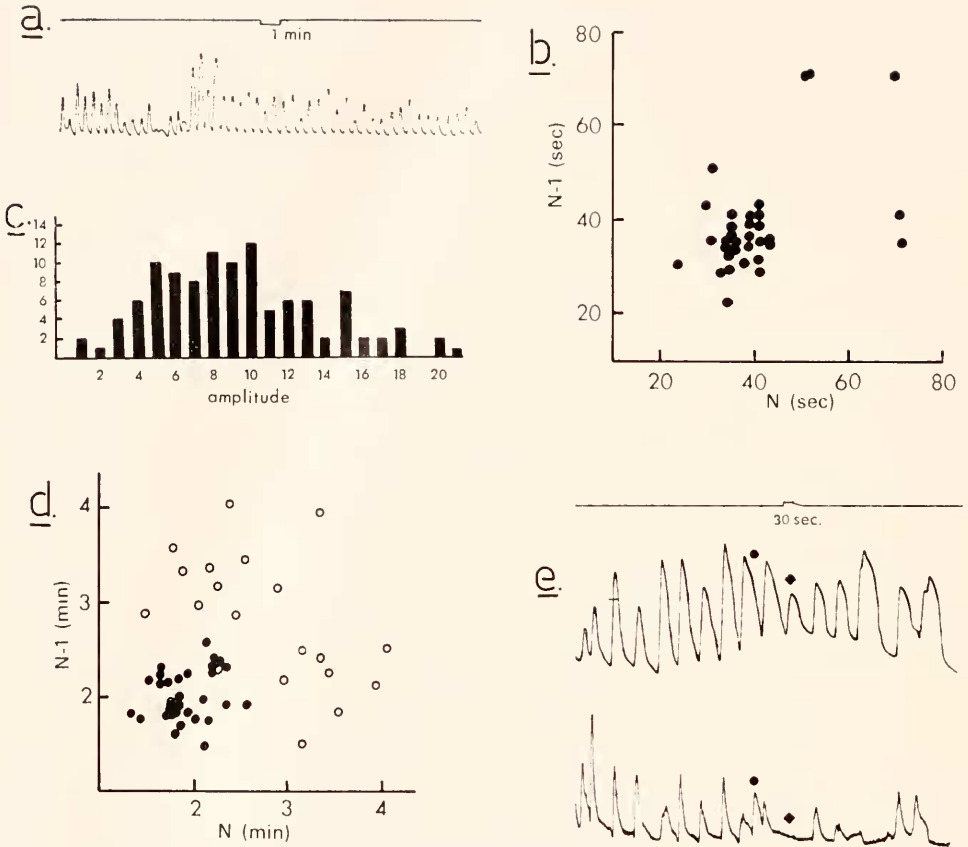 a.
1 min
b.
80
60
40
20
N-1 (sec)
20 40 60 80
N (sec)
c.
14
12
10
8
6
4
2
2 4 6 8 10 12 14 16 18 20
amplitude
d.
4
3
2
N-1 (min)
2 3 4
N (min)
e.
30 sec.